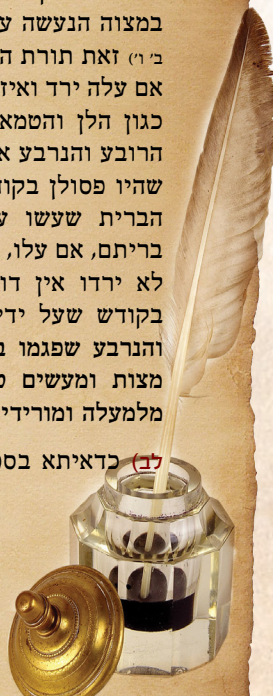 במצוה הנעשה ע
ב׳ ו׳) זאת תורת ה
אם עלה ירד ואיז
כגון הלן והטמא
הרובע והנרבע א
שהיו פסולן בקוד
הברית שעשו ע
בריתם, אם עלו,
לא ירדו אין דו
בקודש שעל ידי
והנרבע שפגמו ב
מצות ומעשים ט
מלמעלה ומורידי
לב) כדאיתא בספ